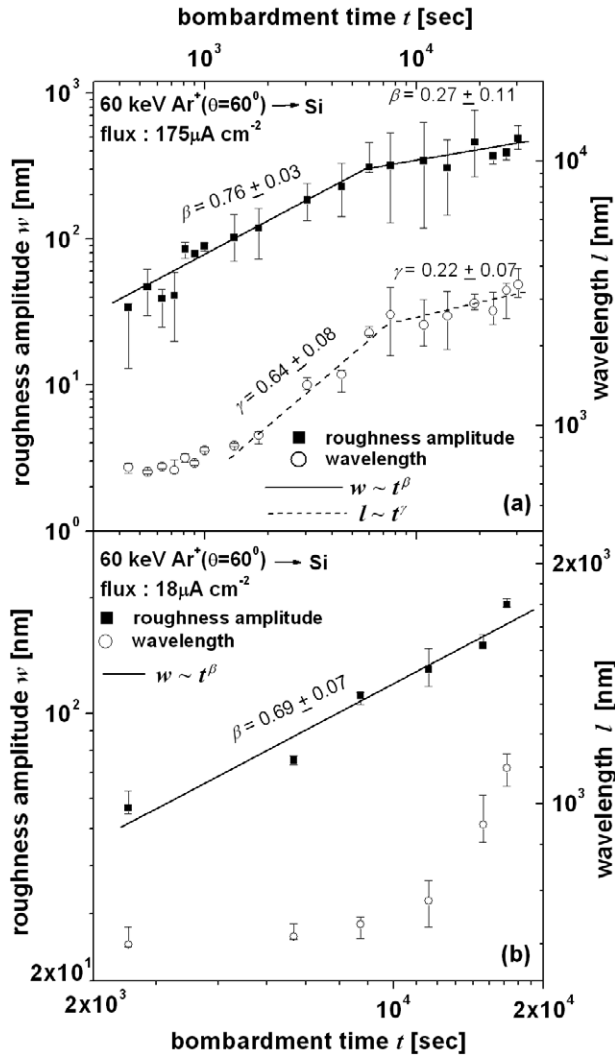 bombardment time t [sec]
10³
10⁴
10³
10²
10¹
10⁰
roughness amplitude w [nm]
60 keV Ar⁺(θ=60⁰) → Si
flux : 175μA cm⁻²
β = 0.76 ± 0.03
β = 0.27 ± 0.11
γ = 0.22 ± 0.07
γ = 0.64 ± 0.08
roughness amplitude
wavelength
w ~ tᵝ
l ~ tᵞ
(a)
10⁴
10³
wavelength l [nm]
60 keV Ar⁺(θ=60⁰) → Si
flux : 18μA cm⁻²
roughness amplitude
wavelength
w ~ tᵝ
β = 0.69 ± 0.07
(b)
roughness amplitude w [nm]
10²
2x10¹
2x10³
10³
wavelength l [nm]
2x10³
10⁴
2x10⁴
bombardment time t [sec]